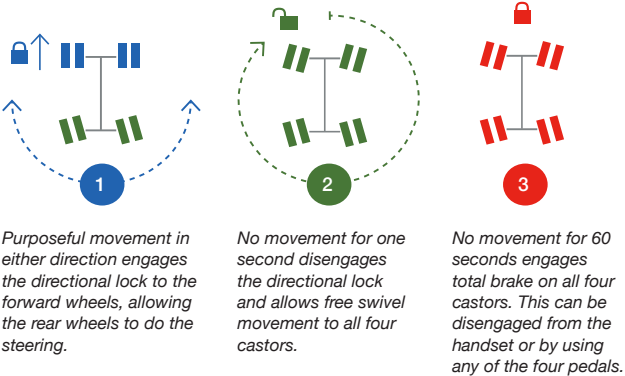 1
Purposeful movement in
either direction engages
the directional lock to the
forward wheels, allowing
the rear wheels to do the
steering.
2
No movement for one
second disengages
the directional lock
and allows free swivel
movement to all four
castors.
3
No movement for 60
seconds engages
total brake on all four
castors. This can be
disengaged from the
handset or by using
any of the four pedals.